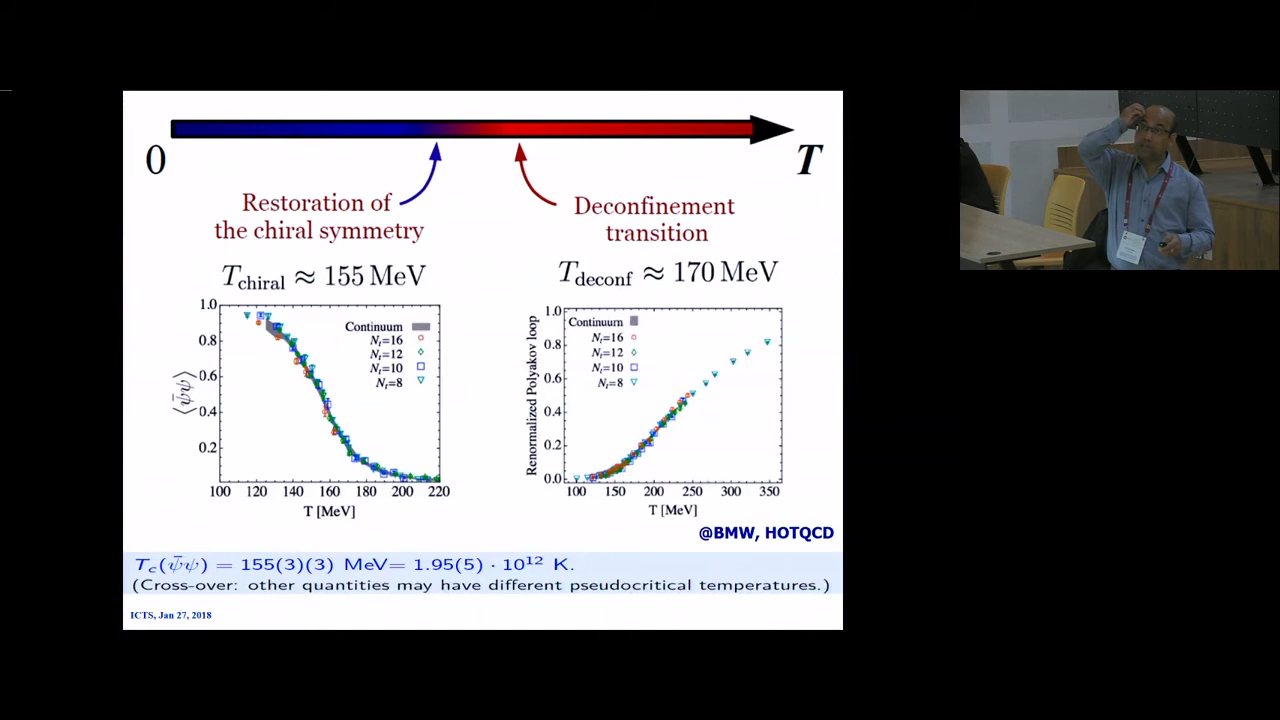 0
T
Restoration of
the chiral symmetry
Deconfinement
transition
T_chiral ≈ 155 MeV
T_deconf ≈ 170 MeV
⟨ψ̄ψ⟩
1.0
0.8
0.6
0.4
0.2
Continuum
N_t=16
N_t=12
N_t=10
N_t=8
100 120 140 160 180 200 220
T [MeV]
Renormalized Polyakov loop
1.0
0.8
0.6
0.4
0.2
0.0
Continuum
N_t=16
N_t=12
N_t=10
N_t=8
100 150 200 250 300 350
T [MeV]
@BMW, HOTQCD
T_c(ψ̄ψ) = 155(3)(3) MeV= 1.95(5) · 10^12 K.
(Cross-over: other quantities may have different pseudocritical temperatures.)
ICTS, Jan 27, 2018